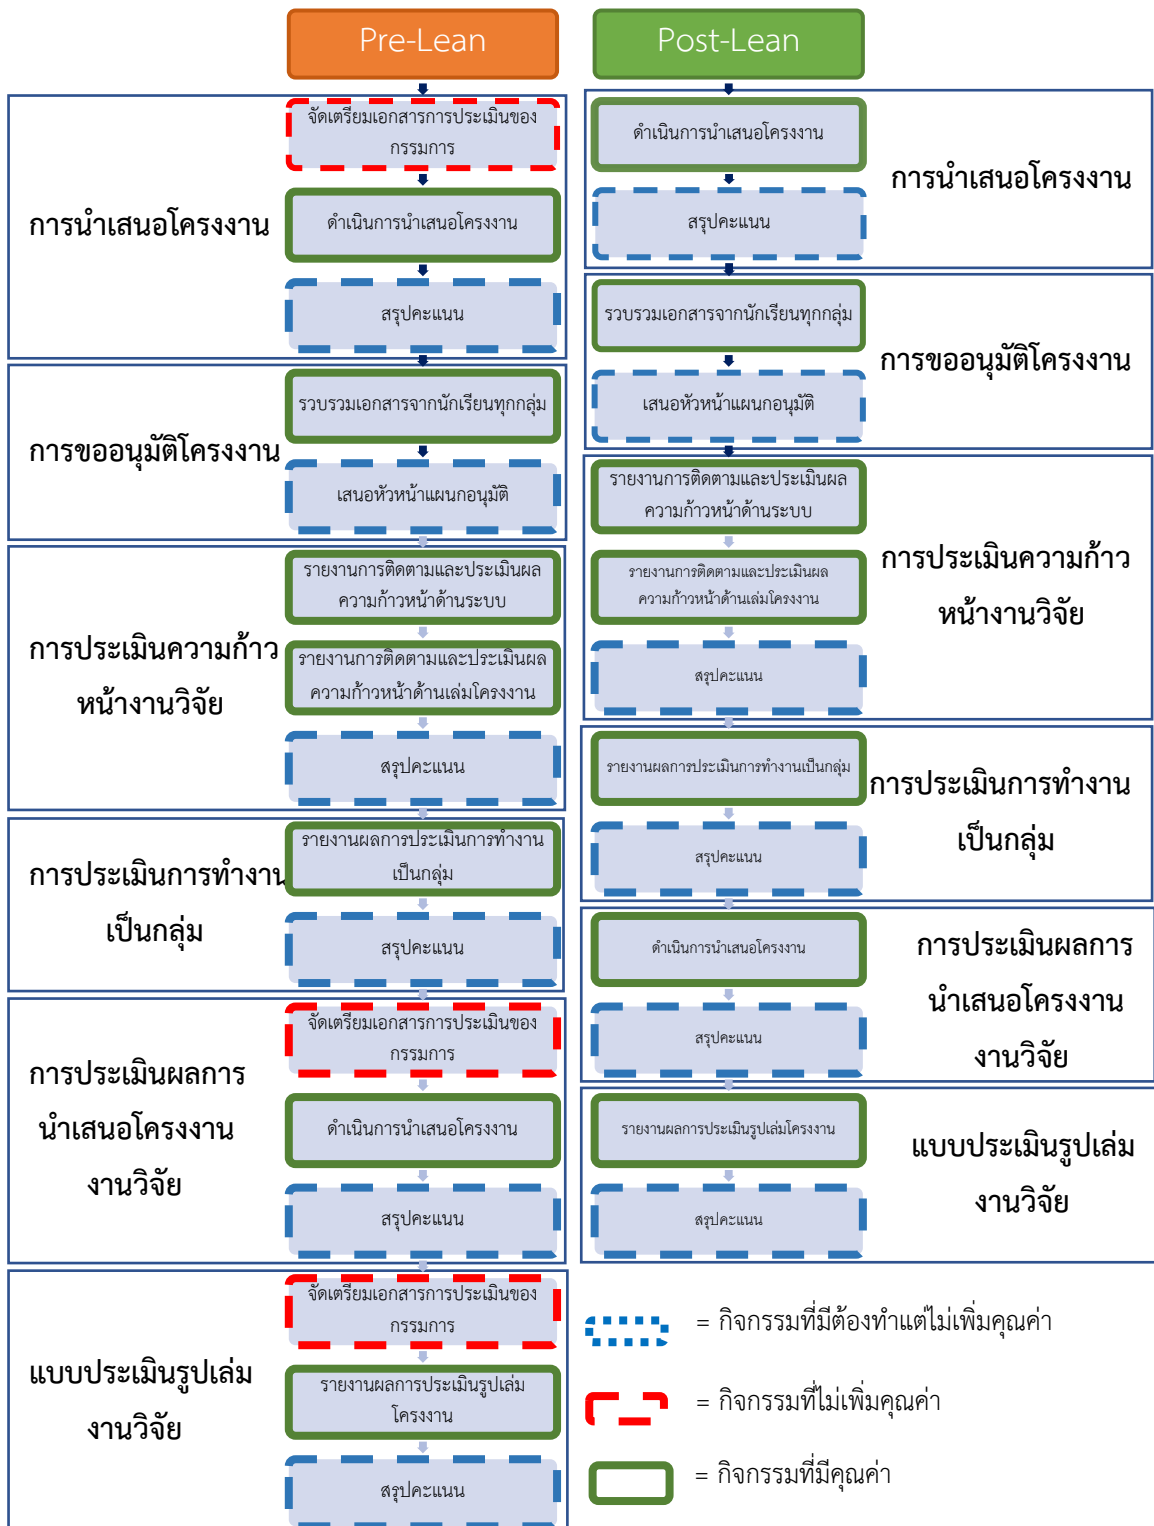 Pre-Lean
การนำเสนอโครงงาน
จัดเตรียมเอกสารการประเมินของ
กรรมการ
ดำเนินการนำเสนอโครงงาน
สรุปคะแนน
การขออนุมัติโครงงาน
รวบรวมเอกสารจากนักเรียนทุกกลุ่ม
เสนอหัวหน้าแผนกอนุมัติ
การประเมินความก้าว
หน้างานวิจัย
รายงานการติดตามและประเมินผล
ความก้าวหน้าด้านระบบ
รายงานการติดตามและประเมินผล
ความก้าวหน้าด้านเล่มโครงงาน
สรุปคะแนน
การประเมินการทำงาน
เป็นกลุ่ม
รายงานผลการประเมินการทำงาน
เป็นกลุ่ม
สรุปคะแนน
การประเมินผลการ
นำเสนอโครงงาน
งานวิจัย
จัดเตรียมเอกสารการประเมินของ
กรรมการ
ดำเนินการนำเสนอโครงงาน
สรุปคะแนน
แบบประเมินรูปเล่ม
งานวิจัย
จัดเตรียมเอกสารการประเมินของ
กรรมการ
รายงานผลการประเมินรูปเล่ม
โครงงาน
สรุปคะแนน
Post-Lean
ดำเนินการนำเสนอโครงงาน
สรุปคะแนน
การนำเสนอโครงงาน
รวบรวมเอกสารจากนักเรียนทุกกลุ่ม
เสนอหัวหน้าแผนกอนุมัติ
การขออนุมัติโครงงาน
รายงานการติดตามและประเมินผล
ความก้าวหน้าด้านระบบ
รายงานการติดตามและประเมินผล
ความก้าวหน้าด้านเล่มโครงงาน
สรุปคะแนน
การประเมินความก้าว
หน้างานวิจัย
รายงานผลการประเมินการทำงานเป็นกลุ่ม
สรุปคะแนน
การประเมินการทำงาน
เป็นกลุ่ม
ดำเนินการนำเสนอโครงงาน
สรุปคะแนน
การประเมินผลการ
นำเสนอโครงงาน
งานวิจัย
รายงานผลการประเมินรูปเล่มโครงงาน
สรุปคะแนน
แบบประเมินรูปเล่ม
งานวิจัย
= กิจกรรมที่มีต้องทำแต่ไม่เพิ่มคุณค่า
= กิจกรรมที่ไม่เพิ่มคุณค่า
= กิจกรรมที่มีคุณค่า